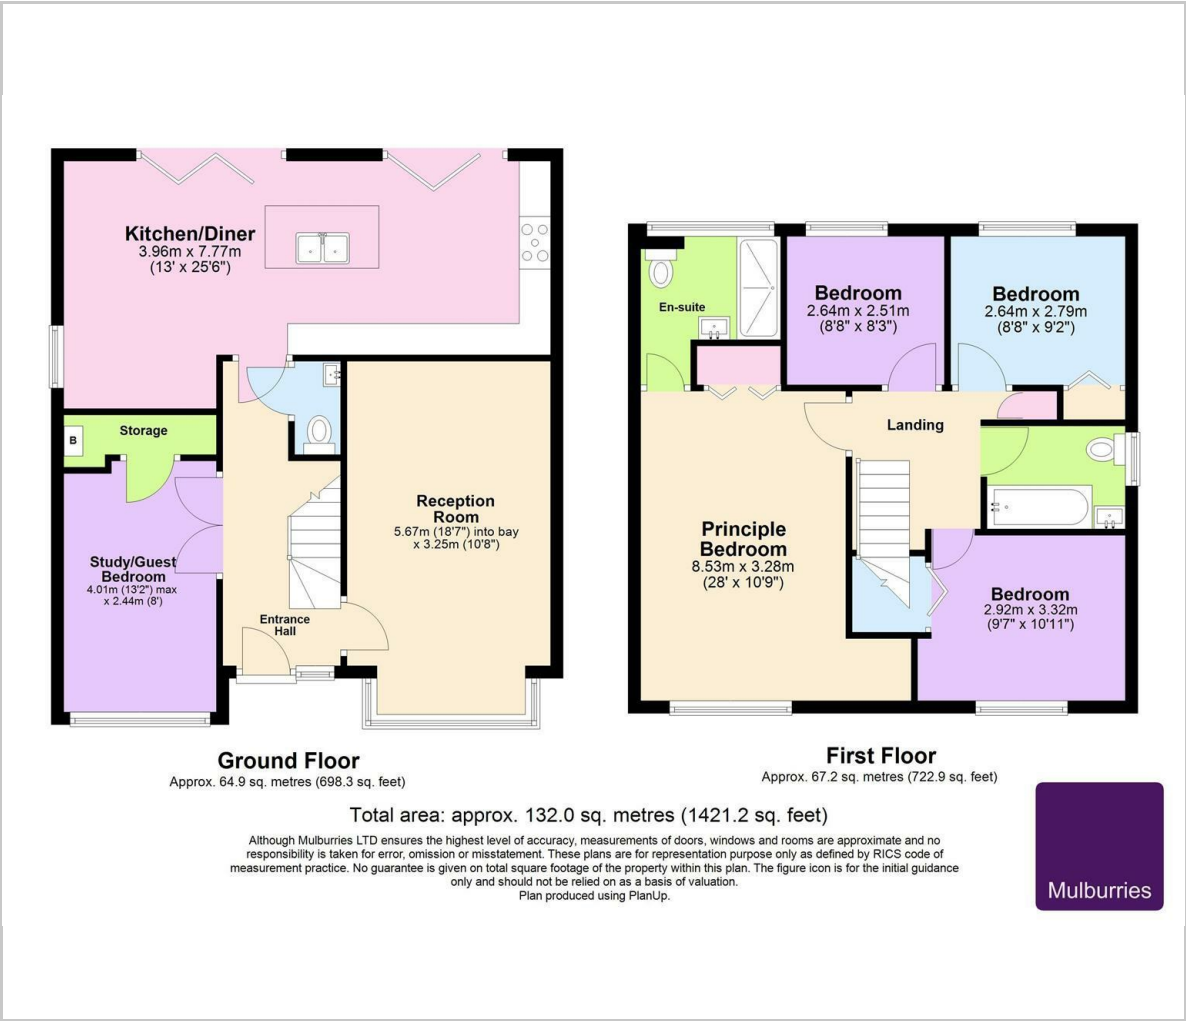 Kitchen/Diner
3.96m x 7.77m
(13' x 25'6")
Storage
B
Study/Guest
Bedroom
4.01m (13'2") max
x 2.44m (8')
Entrance
Hall
Reception
Room
5.67m (18'7") into bay
x 3.25m (10'8")
Ground Floor
Approx. 64.9 sq. metres (698.3 sq. feet)
En-suite
Bedroom
2.64m x 2.51m
(8'8" x 8'3")
Bedroom
2.64m x 2.79m
(8'8" x 9'2")
Landing
Principle
Bedroom
8.53m x 3.28m
(28' x 10'9")
Bedroom
2.92m x 3.32m
(9'7" x 10'11")
First Floor
Approx. 67.2 sq. metres (722.9 sq. feet)
Total area: approx. 132.0 sq. metres (1421.2 sq. feet)
Although Mulburries LTD ensures the highest level of accuracy, measurements of doors, windows and rooms are approximate and no
responsibility is taken for error, omission or misstatement. These plans are for representation purpose only as defined by RICS code of
measurement practice. No guarantee is given on total square footage of the property within this plan. The figure icon is for the initial guidance
only and should not be relied on as a basis of valuation.
Plan produced using PlanUp.
Mulburries